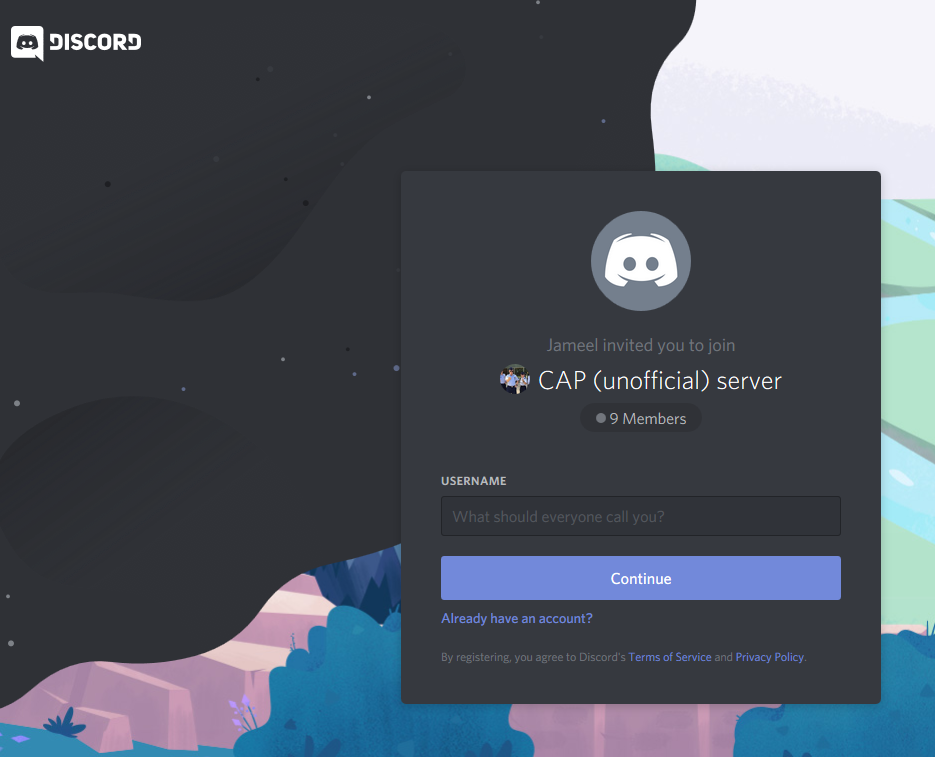 DISCORD
Jameel invited you to join
CAP (unofficial) server
9 Members
USERNAME
What should everyone call you?
Continue
Already have an account?
By registering, you agree to Discord's Terms of Service and Privacy Policy.